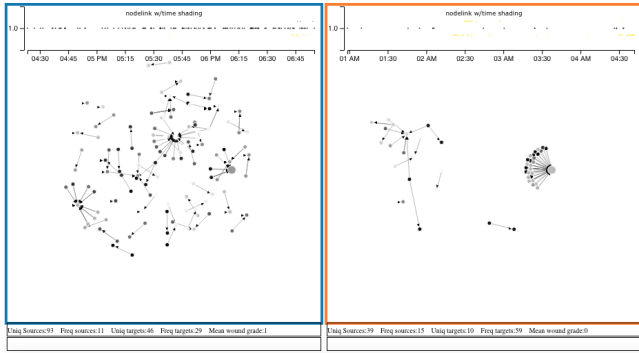 nodelink w/time shading
1.0
04:30 04:45 05 PM 05:15 05:30 05:45 06 PM 06:15 06:30 06:45
Uniq Sources:93 Freq sources:11 Uniq targets:46 Freq targets:29 Mean wound grade:1
nodelink w/time shading
1.0
01 AM 01:30 02 AM 02:30 03 AM 03:30 04 AM 04:30
Uniq Sources:39 Freq sources:15 Uniq targets:10 Freq targets:59 Mean wound grade:0